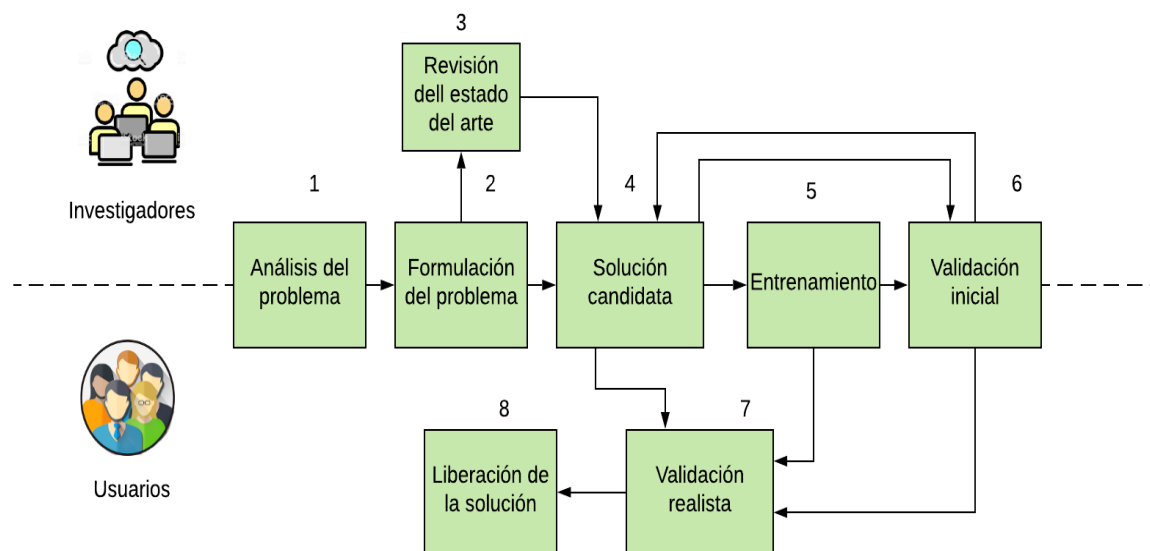 3
Revisión
dell estado
del arte
Investigadores
1
2
4
5
6
Análisis del
problema
Formulación
del problema
Solución
candidata
Entrenamiento
Validación
inicial
Usuarios
8
7
Liberación de
la solución
Validación
realista